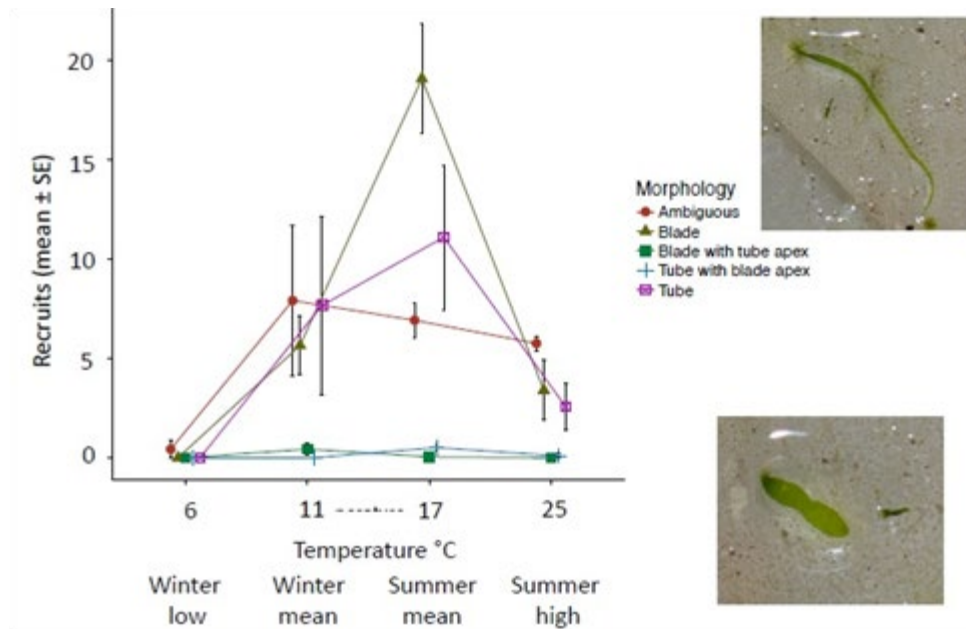 20
15
10
5
0
Recruits (mean ± SE)
6 11 17 25
Temperature ˚C
Winter low
Winter mean
Summer mean
Summer high
Morphology
Ambiguous
Blade
Blade with tube apex
Tube with blade apex
Tube